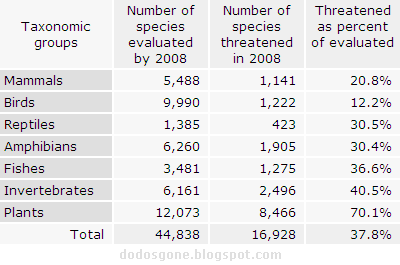 Taxonomic groups
Number of species evaluated by 2008
Number of species threatened in 2008
Threatened as percent of evaluated
Mammals 5,488 1,141 20.8%
Birds 9,990 1,222 12.2%
Reptiles 1,385 423 30.5%
Amphibians 6,260 1,905 30.4%
Fishes 3,481 1,275 36.6%
Invertebrates 6,161 2,496 40.5%
Plants 12,073 8,466 70.1%
Total 44,838 16,928 37.8%
dodosgone.blogspot.com